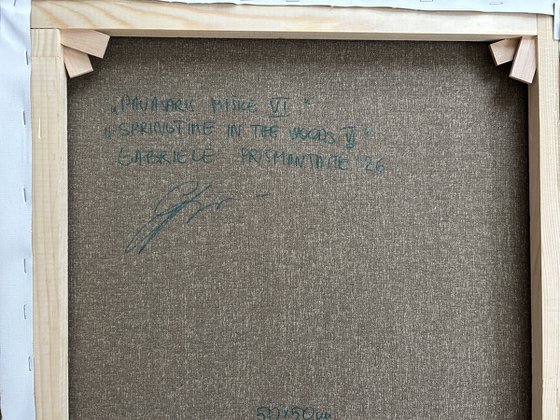 „PAVASARIS MIŠKE VI"
„SPRINGTIME IN THE WOODS VI"
GABRIELĖ PRISMANTAITĖ '26
50x50cm